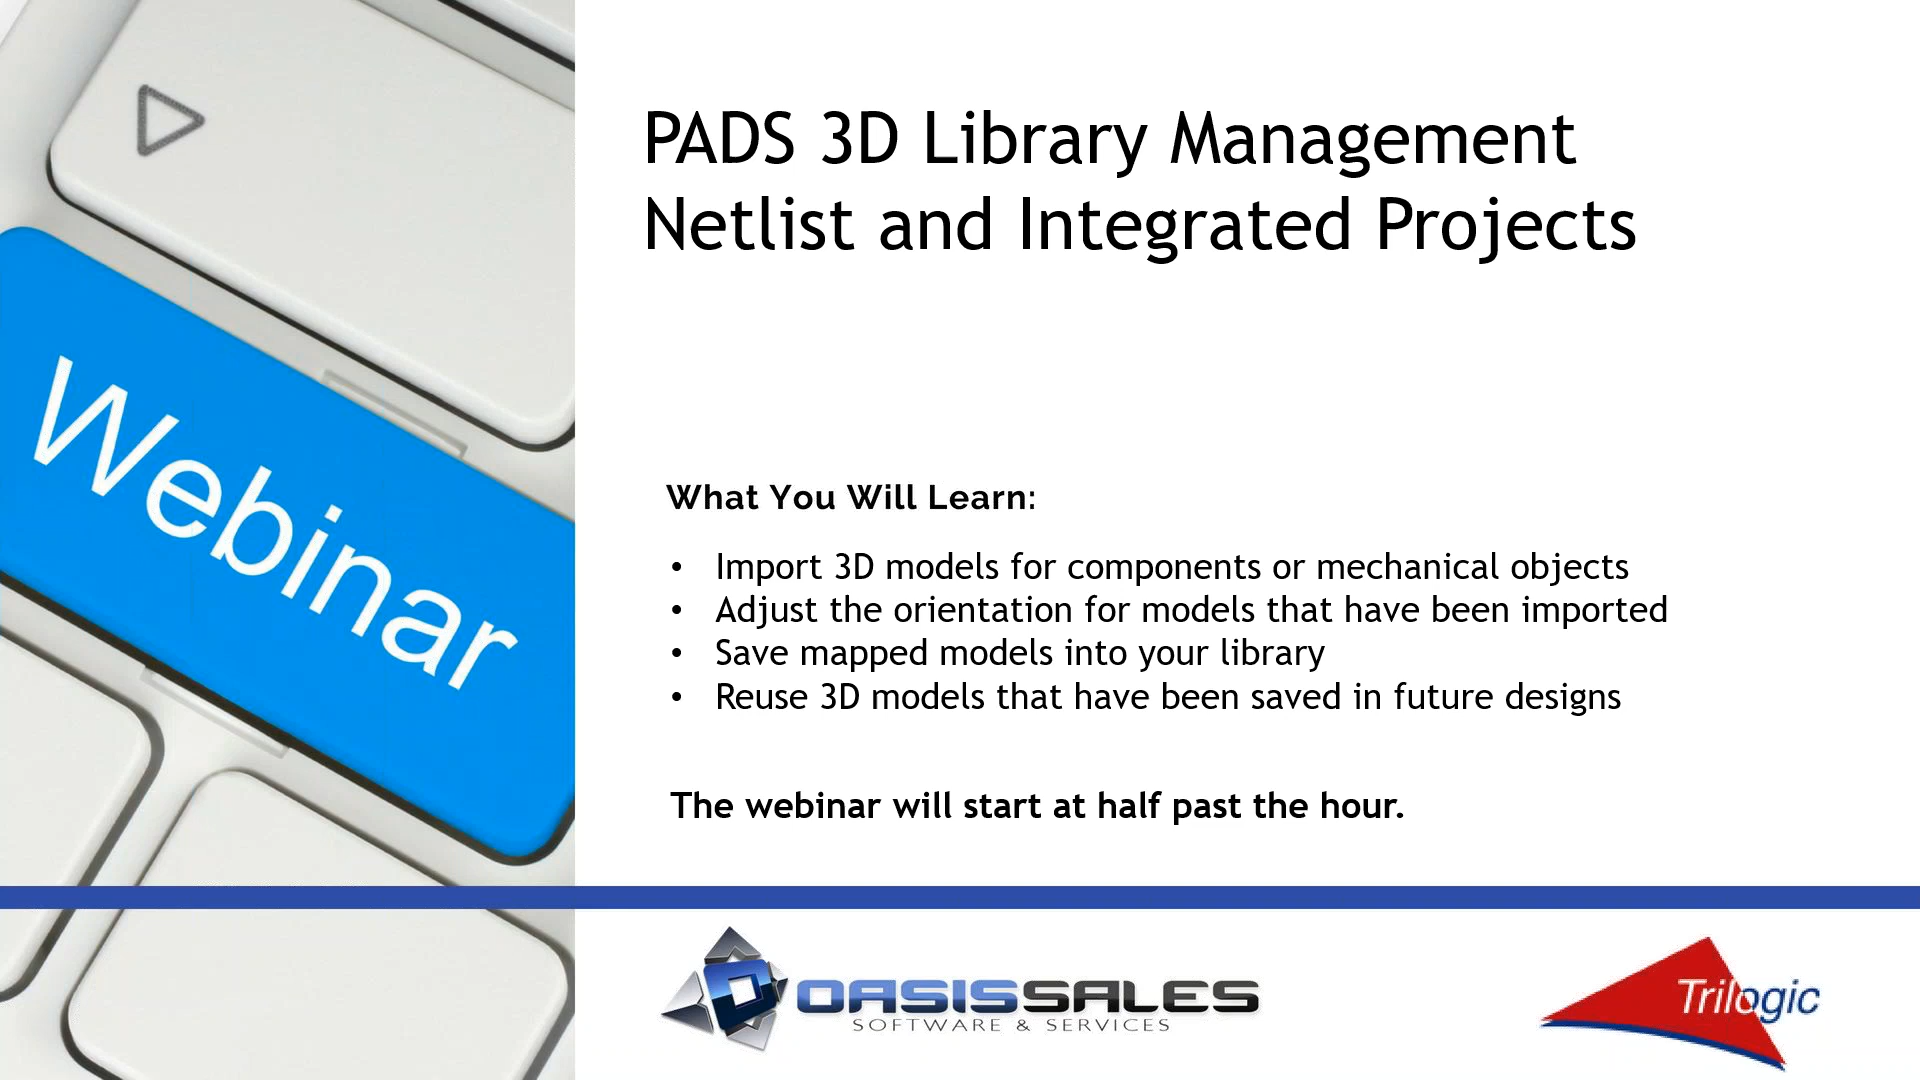 Webinar
PADS 3D Library Management
Netlist and Integrated Projects
What You Will Learn:
• Import 3D models for components or mechanical objects
• Adjust the orientation for models that have been imported
• Save mapped models into your library
• Reuse 3D models that have been saved in future designs
The webinar will start at half past the hour.
OASISSALES
SOFTWARE & SERVICES
Trilogic